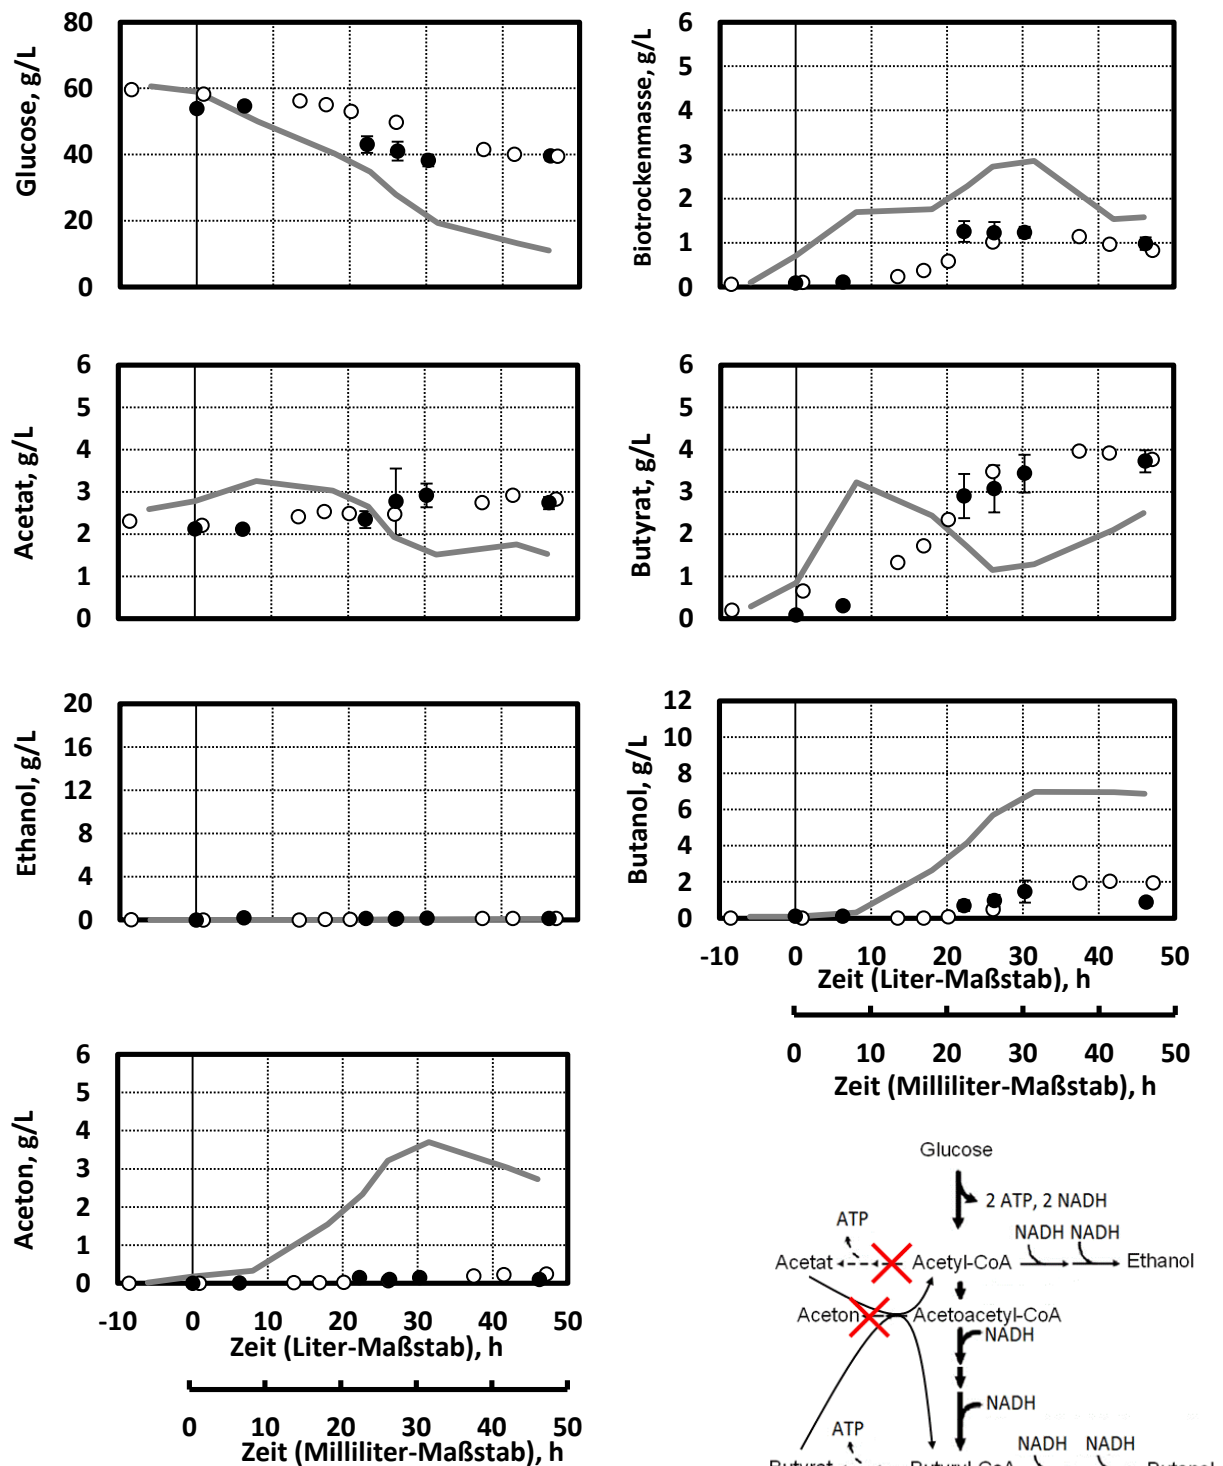 Glucose, g/L
80
60
40
20
0
Biotrockenmasse, g/L
6
5
4
3
2
1
0
Acetat, g/L
6
5
4
3
2
1
0
Butyrat, g/L
6
5
4
3
2
1
0
Ethanol, g/L
20
16
12
8
4
0
Butanol, g/L
12
10
8
6
4
2
0
-10 0 10 20 30 40 50
Zeit (Liter-Maßstab), h
0 10 20 30 40 50
Zeit (Milliliter-Maßstab), h
Aceton, g/L
6
5
4
3
2
1
0
-10 0 10 20 30 40 50
Zeit (Liter-Maßstab), h
0 10 20 30 40 50
Zeit (Milliliter-Maßstab), h
Glucose
2 ATP, 2 NADH
ATP
NADH NADH
Acetat Acetyl-CoA Ethanol
Aceton Acetoacetyl-CoA
NADH
NADH
ATP
NADH NADH
Butyrat Butyryl-CoA Butanol